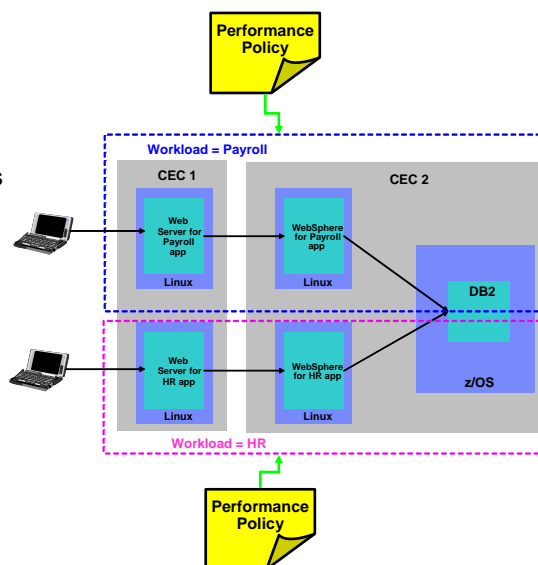 Performance
Policy
Workload = Payroll
CEC 1
CEC 2
s
Web
Server for
Payroll
app
WebSphere
for Payroll
app
Linux
Linux
DB2
Web
Server for
HR app
WebSphere
for HR app
z/OS
Linux
Linux
Workload = HR
Performance
Policy